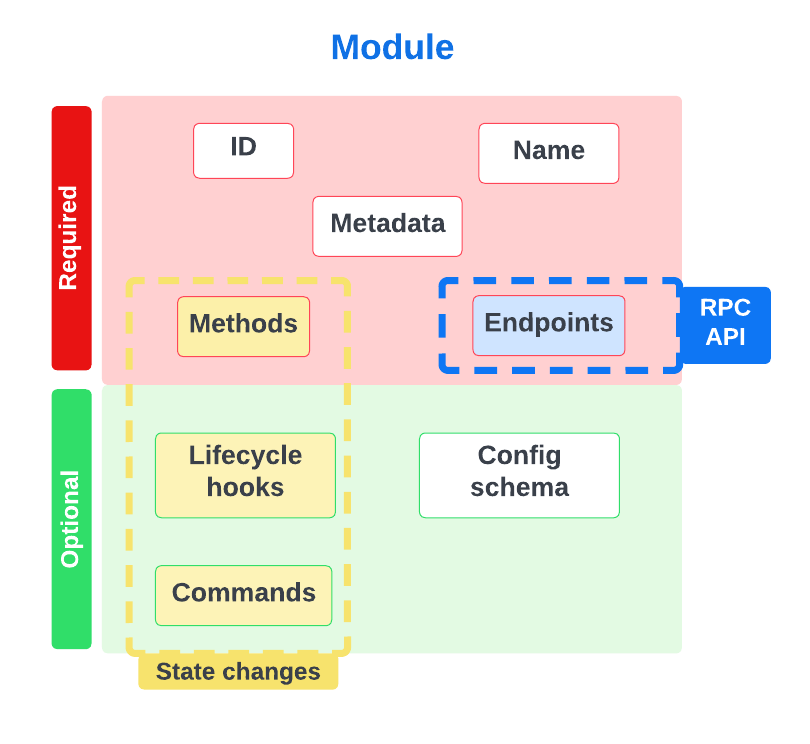 Module
Required
ID
Name
Metadata
Methods
Endpoints
RPC
API
Optional
Lifecycle
hooks
Config
schema
Commands
State changes